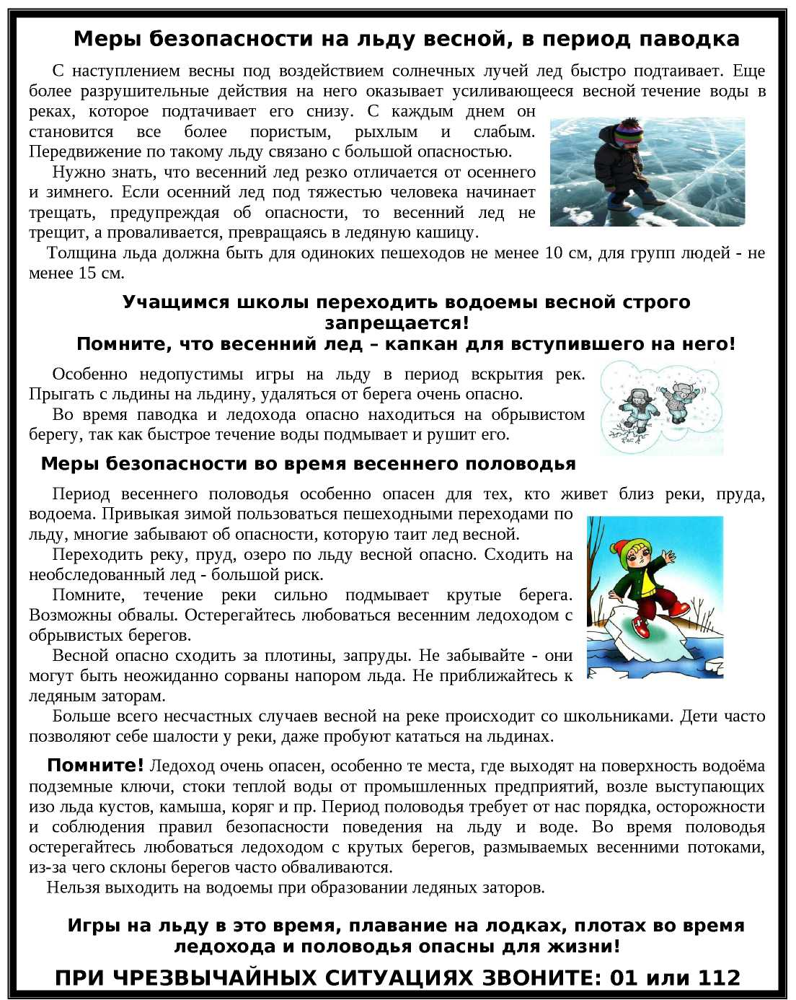 Меры безопасности на льду весной, в период паводка
С наступлением весны под воздействием солнечных лучей лед быстро подтаивает. Еще
более разрушительные действия на него оказывает усиливающееся весной течение воды в
реках, которое подтачивает его снизу. С каждым днем он
становится все более пористым, рыхлым и слабым.
Передвижение по такому льду связано с большой опасностью.
Нужно знать, что весенний лед резко отличается от осеннего
и зимнего. Если осенний лед под тяжестью человека начинает
трещать, предупреждая об опасности, то весенний лед не
трещит, а проваливается, превращаясь в ледяную кашицу.
Толщина льда должна быть для одиноких пешеходов не менее 10 см, для групп людей - не
менее 15 см.
Учащимся школы переходить водоемы весной строго
запрещается!
Помните, что весенний лед – капкан для вступившего на него!
Особенно недопустимы игры на льду в период вскрытия рек.
Прыгать с льдины на льдину, удаляться от берега очень опасно.
Во время паводка и ледохода опасно находиться на обрывистом
берегу, так как быстрое течение воды подмывает и рушит его.
Меры безопасности во время весеннего половодья
Период весеннего половодья особенно опасен для тех, кто живет близ реки, пруда,
водоема. Привыкая зимой пользоваться пешеходными переходами по
льду, многие забывают об опасности, которую таит лед весной.
Переходить реку, пруд, озеро по льду весной опасно. Сходить на
необследованный лед - большой риск.
Помните, течение реки сильно подмывает крутые берега.
Возможны обвалы. Остерегайтесь любоваться весенним ледоходом с
обрывистых берегов.
Весной опасно сходить за плотины, запруды. Не забывайте - они
могут быть неожиданно сорваны напором льда. Не приближайтесь к
ледяным заторам.
Больше всего несчастных случаев весной на реке происходит со школьниками. Дети часто
позволяют себе шалости у реки, даже пробуют кататься на льдинах.
Помните! Ледоход очень опасен, особенно те места, где выходят на поверхность водоёма
подземные ключи, стоки теплой воды от промышленных предприятий, возле выступающих
изо льда кустов, камыша, коряг и пр. Период половодья требует от нас порядка, осторожности
и соблюдения правил безопасности поведения на льду и воде. Во время половодья
остерегайтесь любоваться ледоходом с крутых берегов, размываемых весенними потоками,
из-за чего склоны берегов часто обваливаются.
Нельзя выходить на водоемы при образовании ледяных заторов.
Игры на льду в это время, плавание на лодках, плотах во время
ледохода и половодья опасны для жизни!
ПРИ ЧРЕЗВЫЧАЙНЫХ СИТУАЦИЯХ ЗВОНИТЕ: 01 или 112